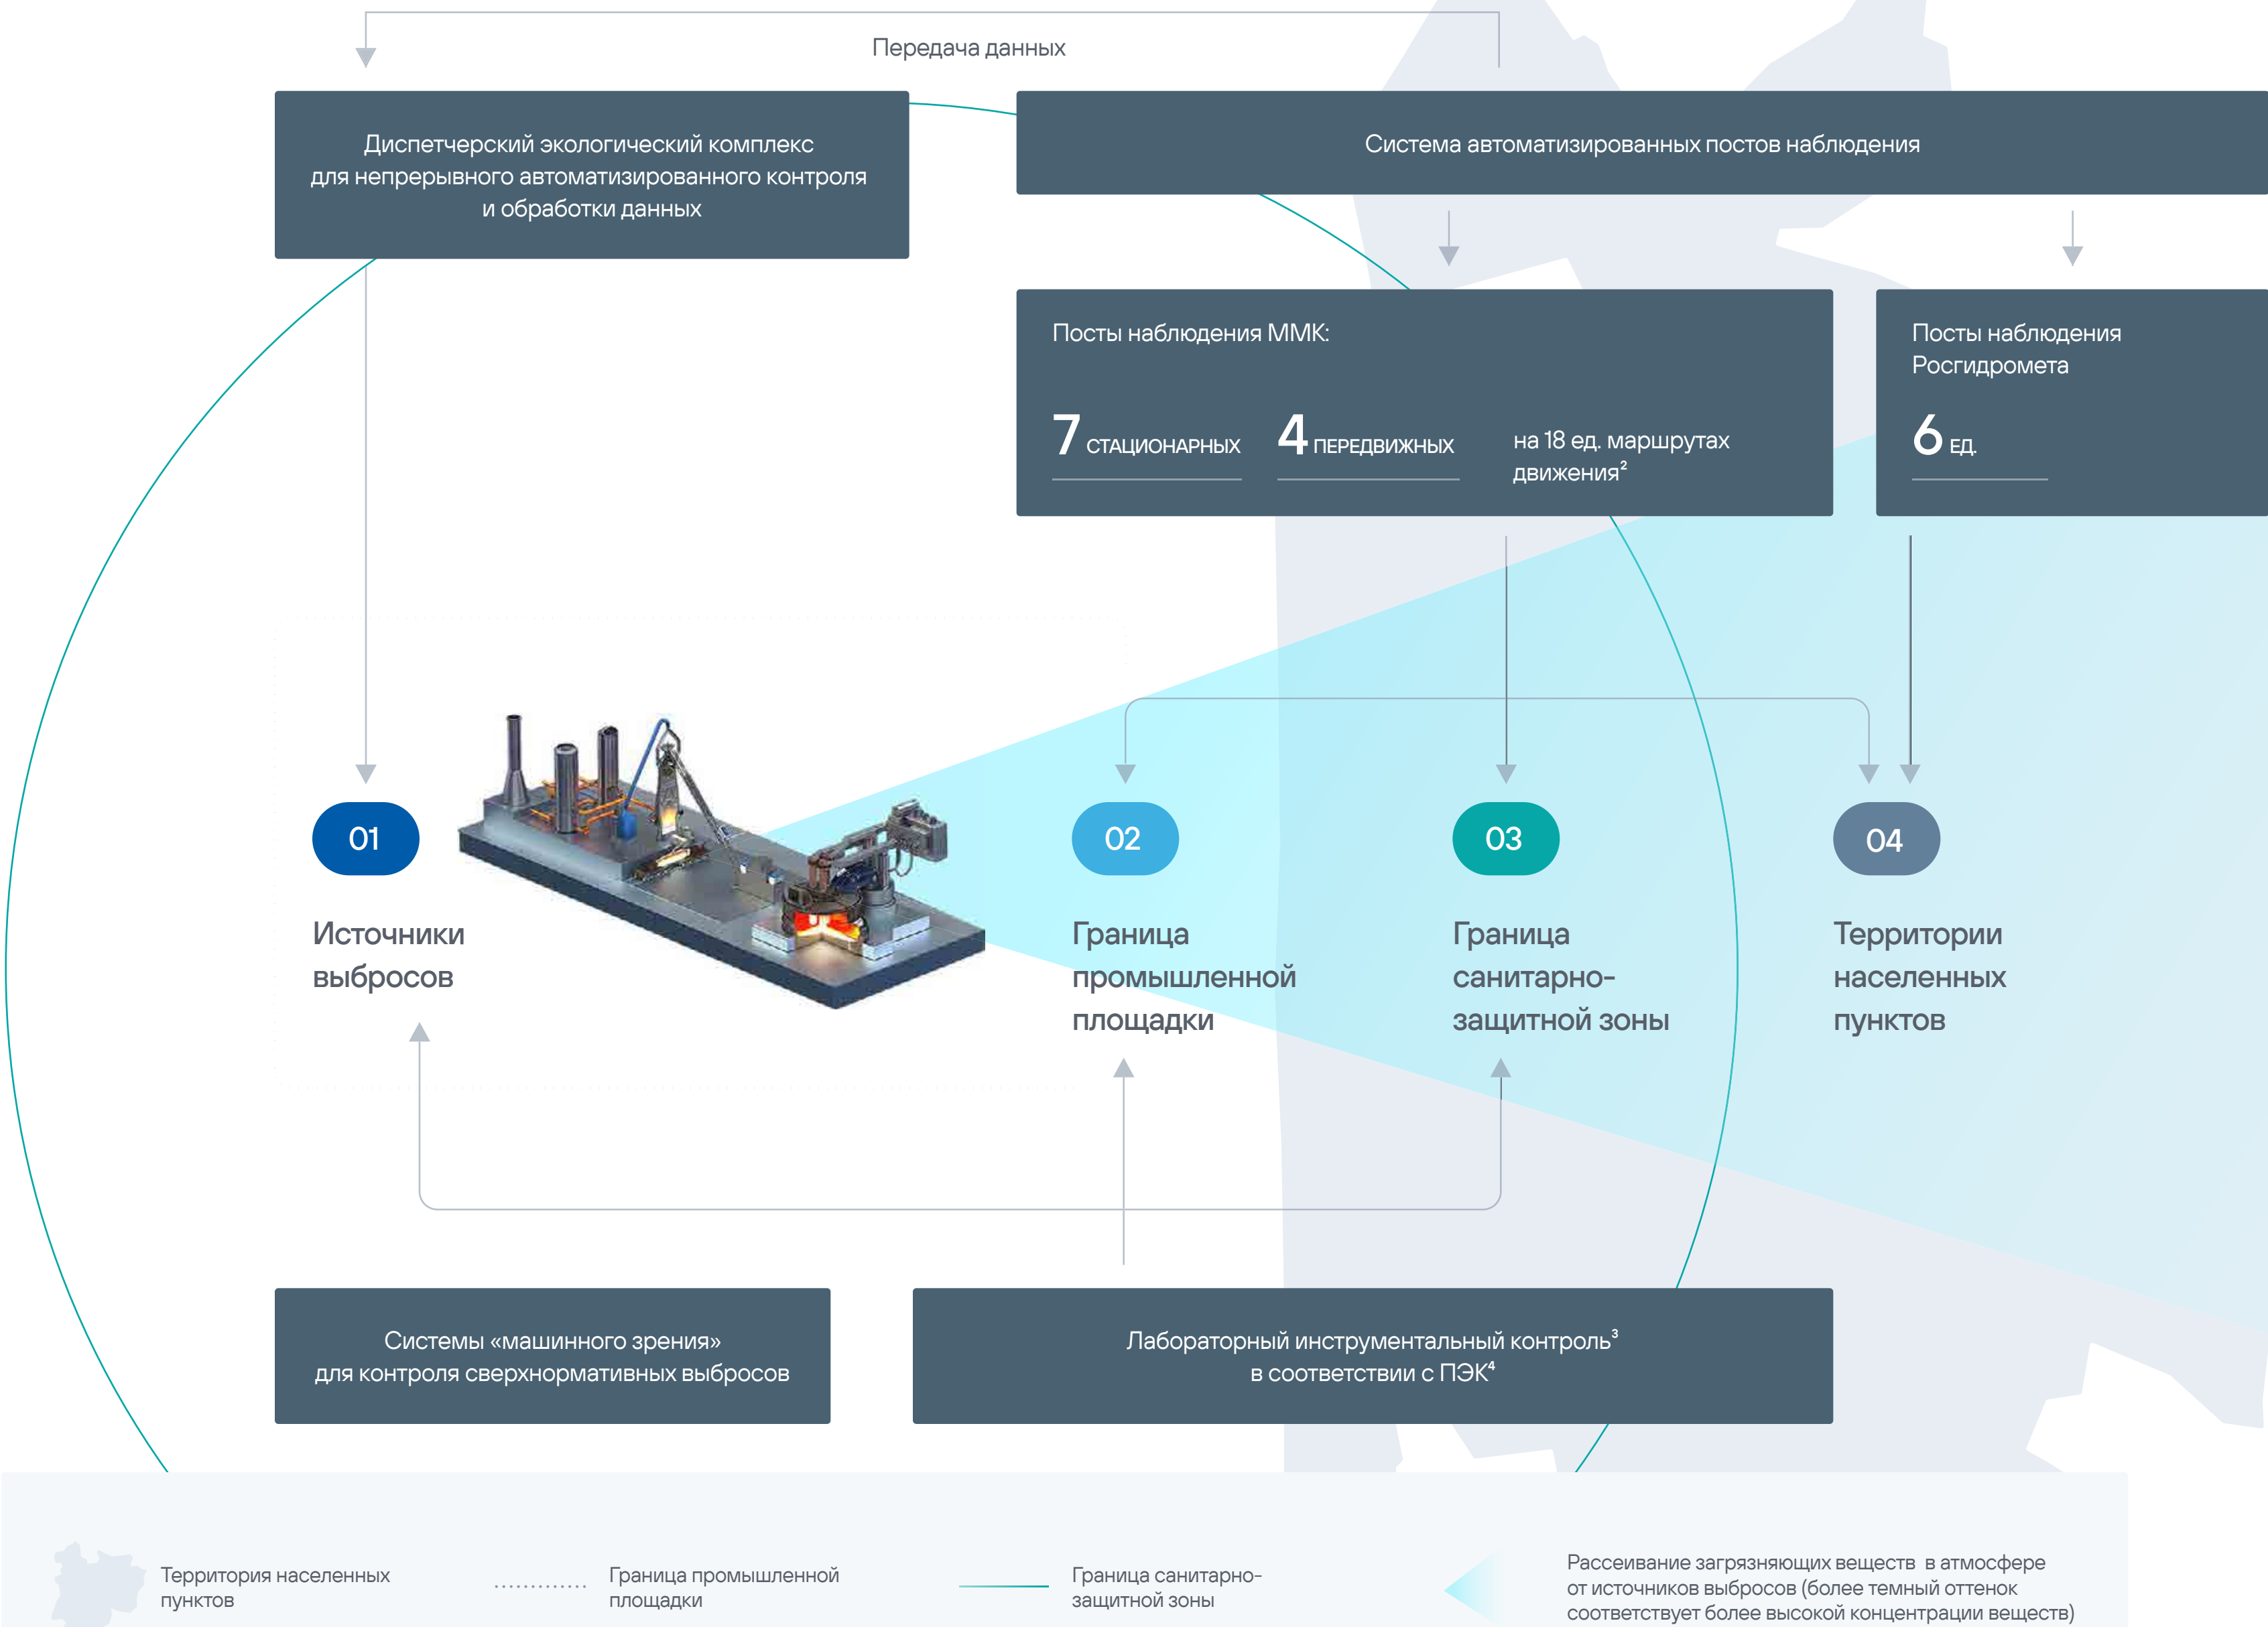 Передача данных
Диспетчерский экологический комплекс
для непрерывного автоматизированного контроля
и обработки данных
Система автоматизированных постов наблюдения
Посты наблюдения ММК:
7 СТАЦИОНАРНЫХ
4 ПЕРЕДВИЖНЫХ
на 18 ед. маршрутах
движения²
Посты наблюдения
Росгидромета
6 ЕД.
01
Источники
выбросов
02
Граница
промышленной
площадки
03
Граница
санитарно-
защитной зоны
04
Территории
населенных
пунктов
Системы «машинного зрения»
для контроля сверхнормативных выбросов
Лабораторный инструментальный контроль³
в соответствии с ПЭК⁴
Территория населенных
пунктов
Граница промышленной
площадки
Граница санитарно-
защитной зоны
Рассеивание загрязняющих веществ в атмосфере
от источников выбросов (более темный оттенок
соответствует более высокой концентрации веществ)